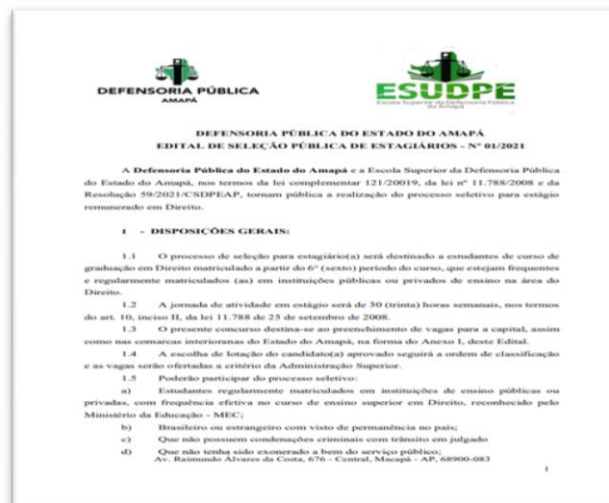 DEFENSORIA PÚBLICA
AMAPÁ
ESUDPE
Escola Superior da Defensoria Pública
do Amapá
DEFENSORIA PÚBLICA DO ESTADO DO AMAPÁ
EDITAL DE SELEÇÃO PÚBLICA DE ESTAGIÁRIOS - Nº 01/2021
A Defensoria Pública do Estado do Amapá e a Escola Superior da Defensoria Pública
do Estado do Amapá, nos termos da lei complementar 121/20019, da lei nº 11.788/2008 e da
Resolução 59/2021/CSDPEAP, tornam pública a realização do processo seletivo para estágio
remunerado em Direito.
1 - DISPOSIÇÕES GERAIS:
1.1 O processo de seleção para estagiário(a) será destinado a estudantes de curso de
graduação em Direito matriculado a partir do 6º (sexto) período do curso, que estejam frequentes
e regularmente matriculados (as) em instituições públicas ou privados de ensino na área do
Direito.
1.2 A jornada de atividade em estágio será de 30 (trinta) horas semanais, nos termos
do art. 10, inciso II, da lei 11.788 de 25 de setembro de 2008.
1.3 O presente concurso destina-se ao preenchimento de vagas para a capital, assim
como nas comarcas interioranas do Estado do Amapá, na forma do Anexo I, deste Edital.
1.4 A escolha de lotação do candidato(a) aprovado seguirá a ordem de classificação
e as vagas serão ofertadas a critério da Administração Superior.
1.5 Poderão participar do processo seletivo:
a) Estudantes regularmente matriculados em instituições de ensino públicas ou
privadas, com frequência efetiva no curso de ensino superior em Direito, reconhecido pelo
Ministério da Educação - MEC;
b) Brasileiro ou estrangeiro com visto de permanência no país;
c) Que não possuem condenações criminais com trânsito em julgado
d) Que não tenha sido exonerado a bem do serviço público;
Av. Raimundo Álvares da Costa, 676 - Central, Macapá - AP, 68900-083
1